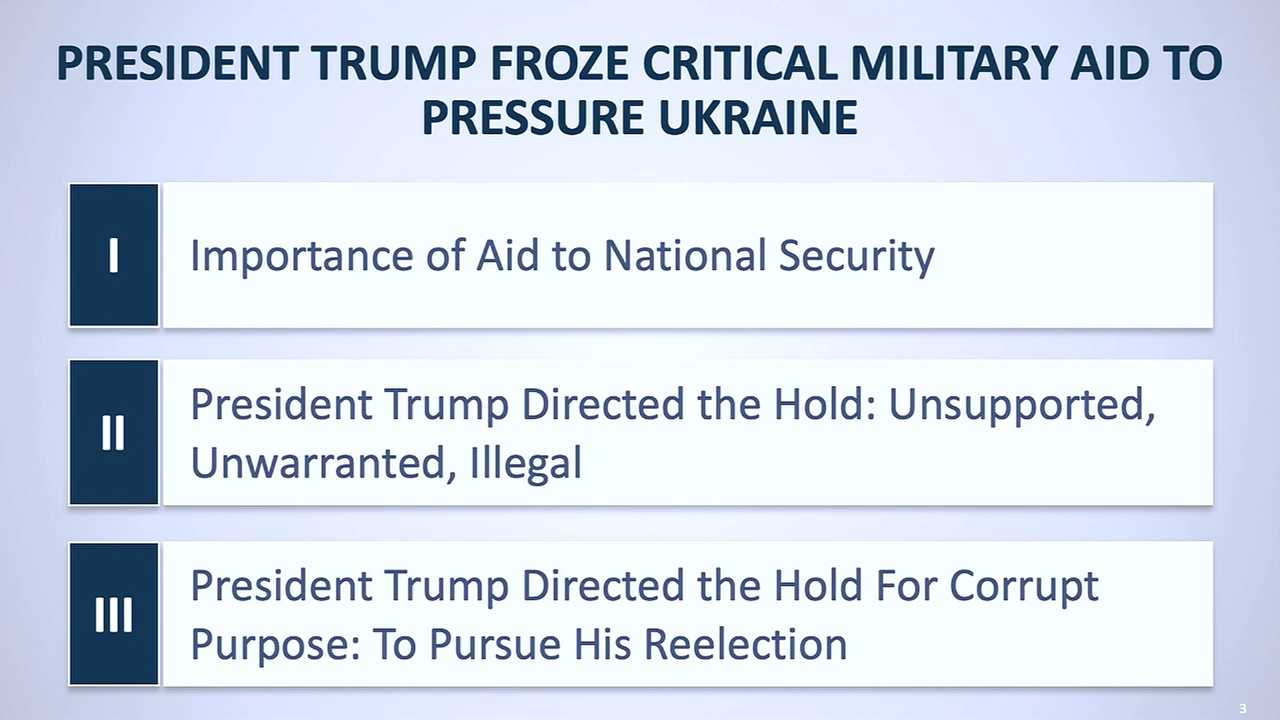 PRESIDENT TRUMP FROZE CRITICAL MILITARY AID TO
PRESSURE UKRAINE
I
Importance of Aid to National Security
II
President Trump Directed the Hold: Unsupported,
Unwarranted, Illegal
III
President Trump Directed the Hold For Corrupt
Purpose: To Pursue His Reelection
3